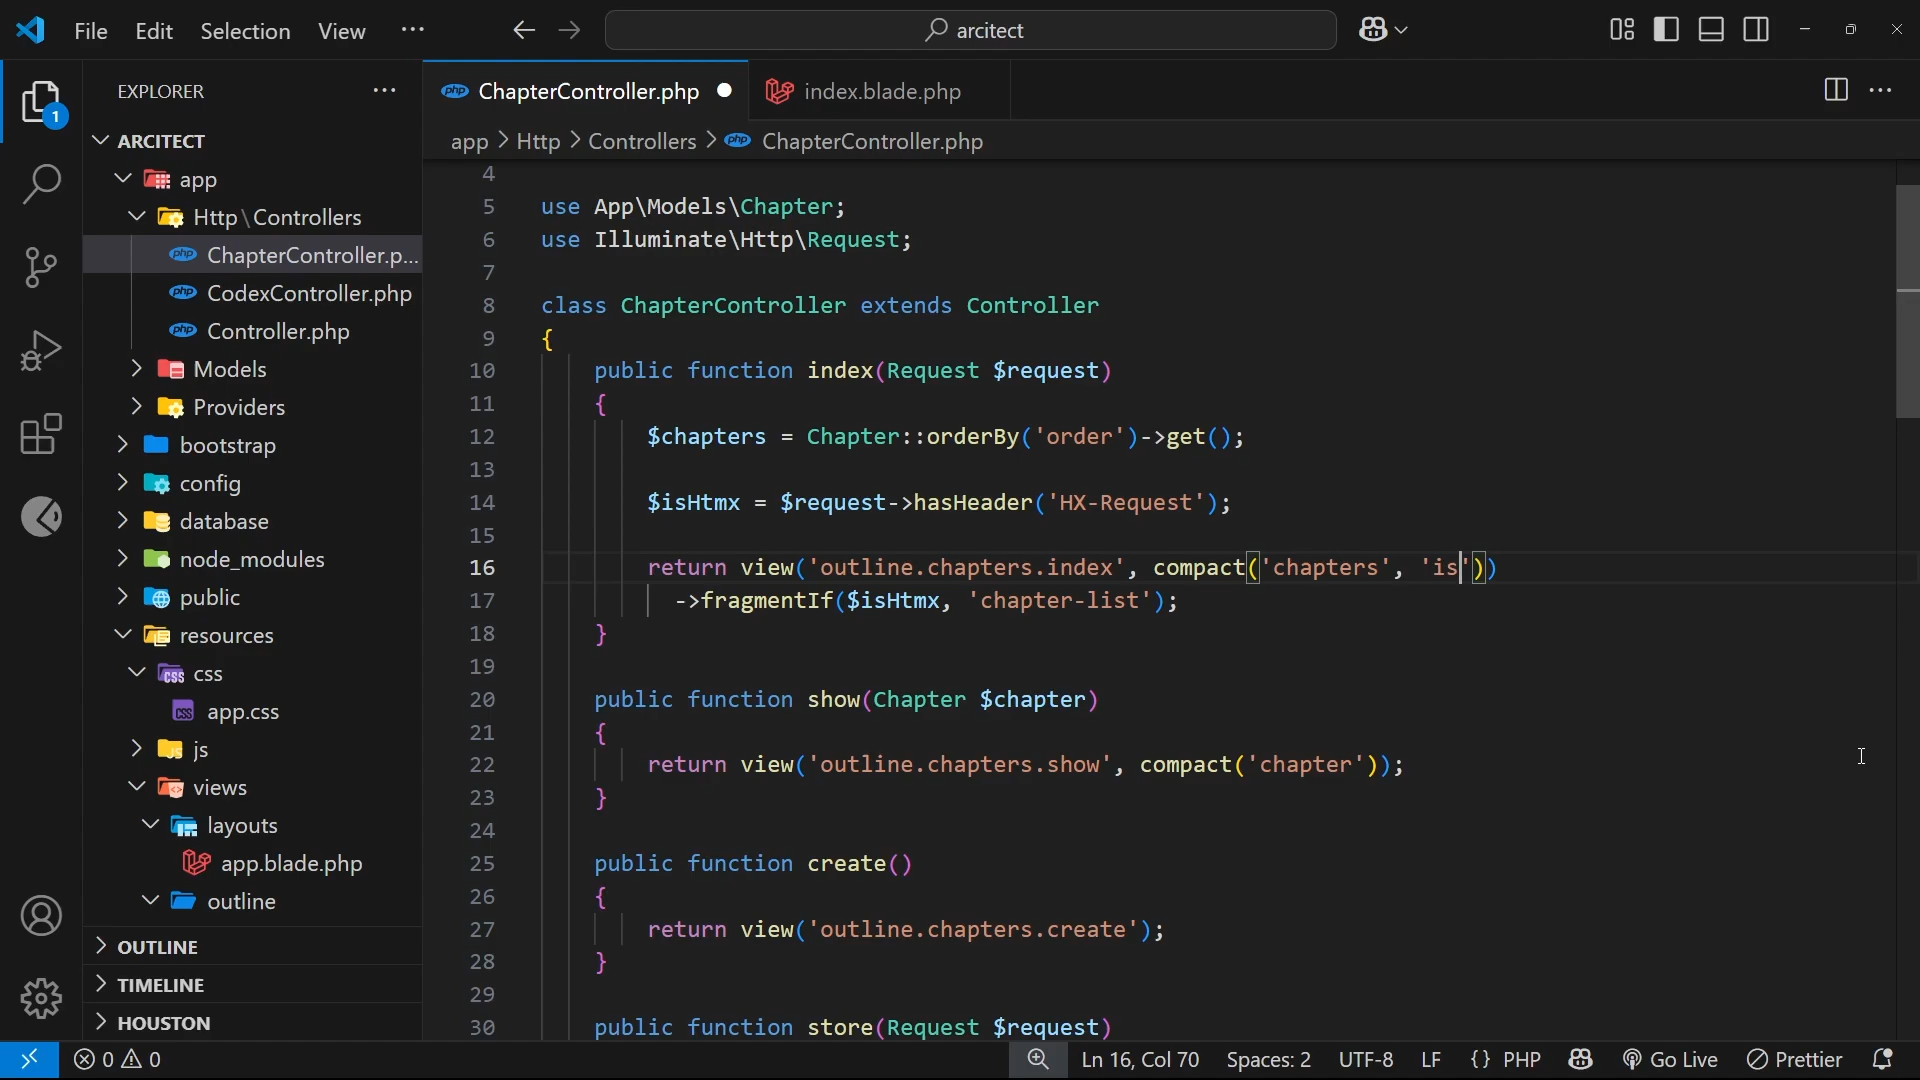 File Edit Selection View ··· arcitect
EXPLORER ···
ChapterController.php index.blade.php ···
1
ARCITECT
app > Http > Controllers > ChapterController.php
app
Http\Controllers
ChapterController.p...
CodexController.php
Controller.php
Models
Providers
bootstrap
config
database
node_modules
public
resources
css
app.css
js
views
layouts
app.blade.php
outline
OUTLINE
TIMELINE
HOUSTON
4
5 use App\Models\Chapter;
6 use Illuminate\Http\Request;
7
8 class ChapterController extends Controller
9 {
10 public function index(Request $request)
11 {
12 $chapters = Chapter::orderBy('order')->get();
13
14 $isHtmx = $request->hasHeader('HX-Request');
15
16 return view('outline.chapters.index', compact('chapters', 'is'))
17 ->fragmentIf($isHtmx, 'chapter-list');
18 }
19
20 public function show(Chapter $chapter)
21 {
22 return view('outline.chapters.show', compact('chapter'));
23 }
24
25 public function create()
26 {
27 return view('outline.chapters.create');
28 }
29
30 public function store(Request $request)
0 0 Ln 16, Col 70 Spaces: 2 UTF-8 LF {} PHP Go Live Prettier